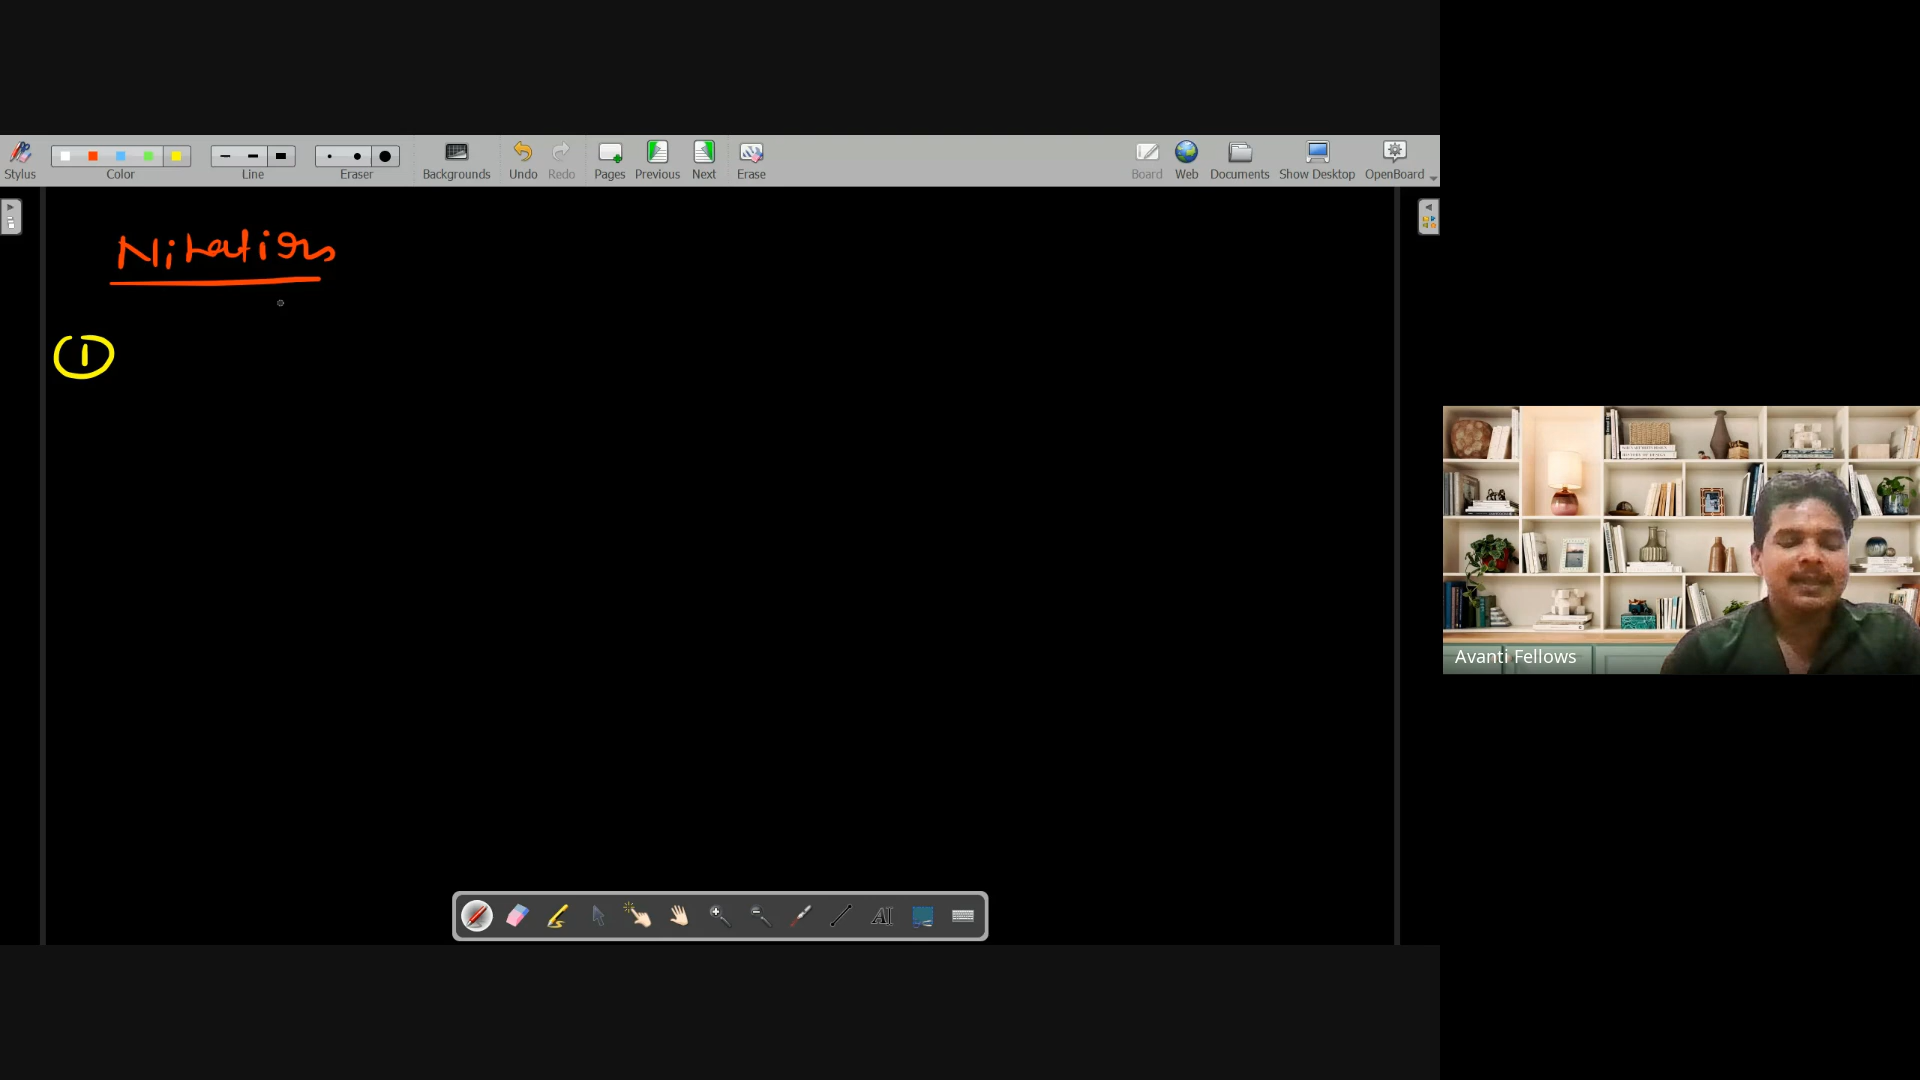 Stylus Color Line Eraser Backgrounds Undo Redo Pages Previous Next Erase Board Web Documents Show Desktop OpenBoard
Nitration
①
AI
Avanti Fellows